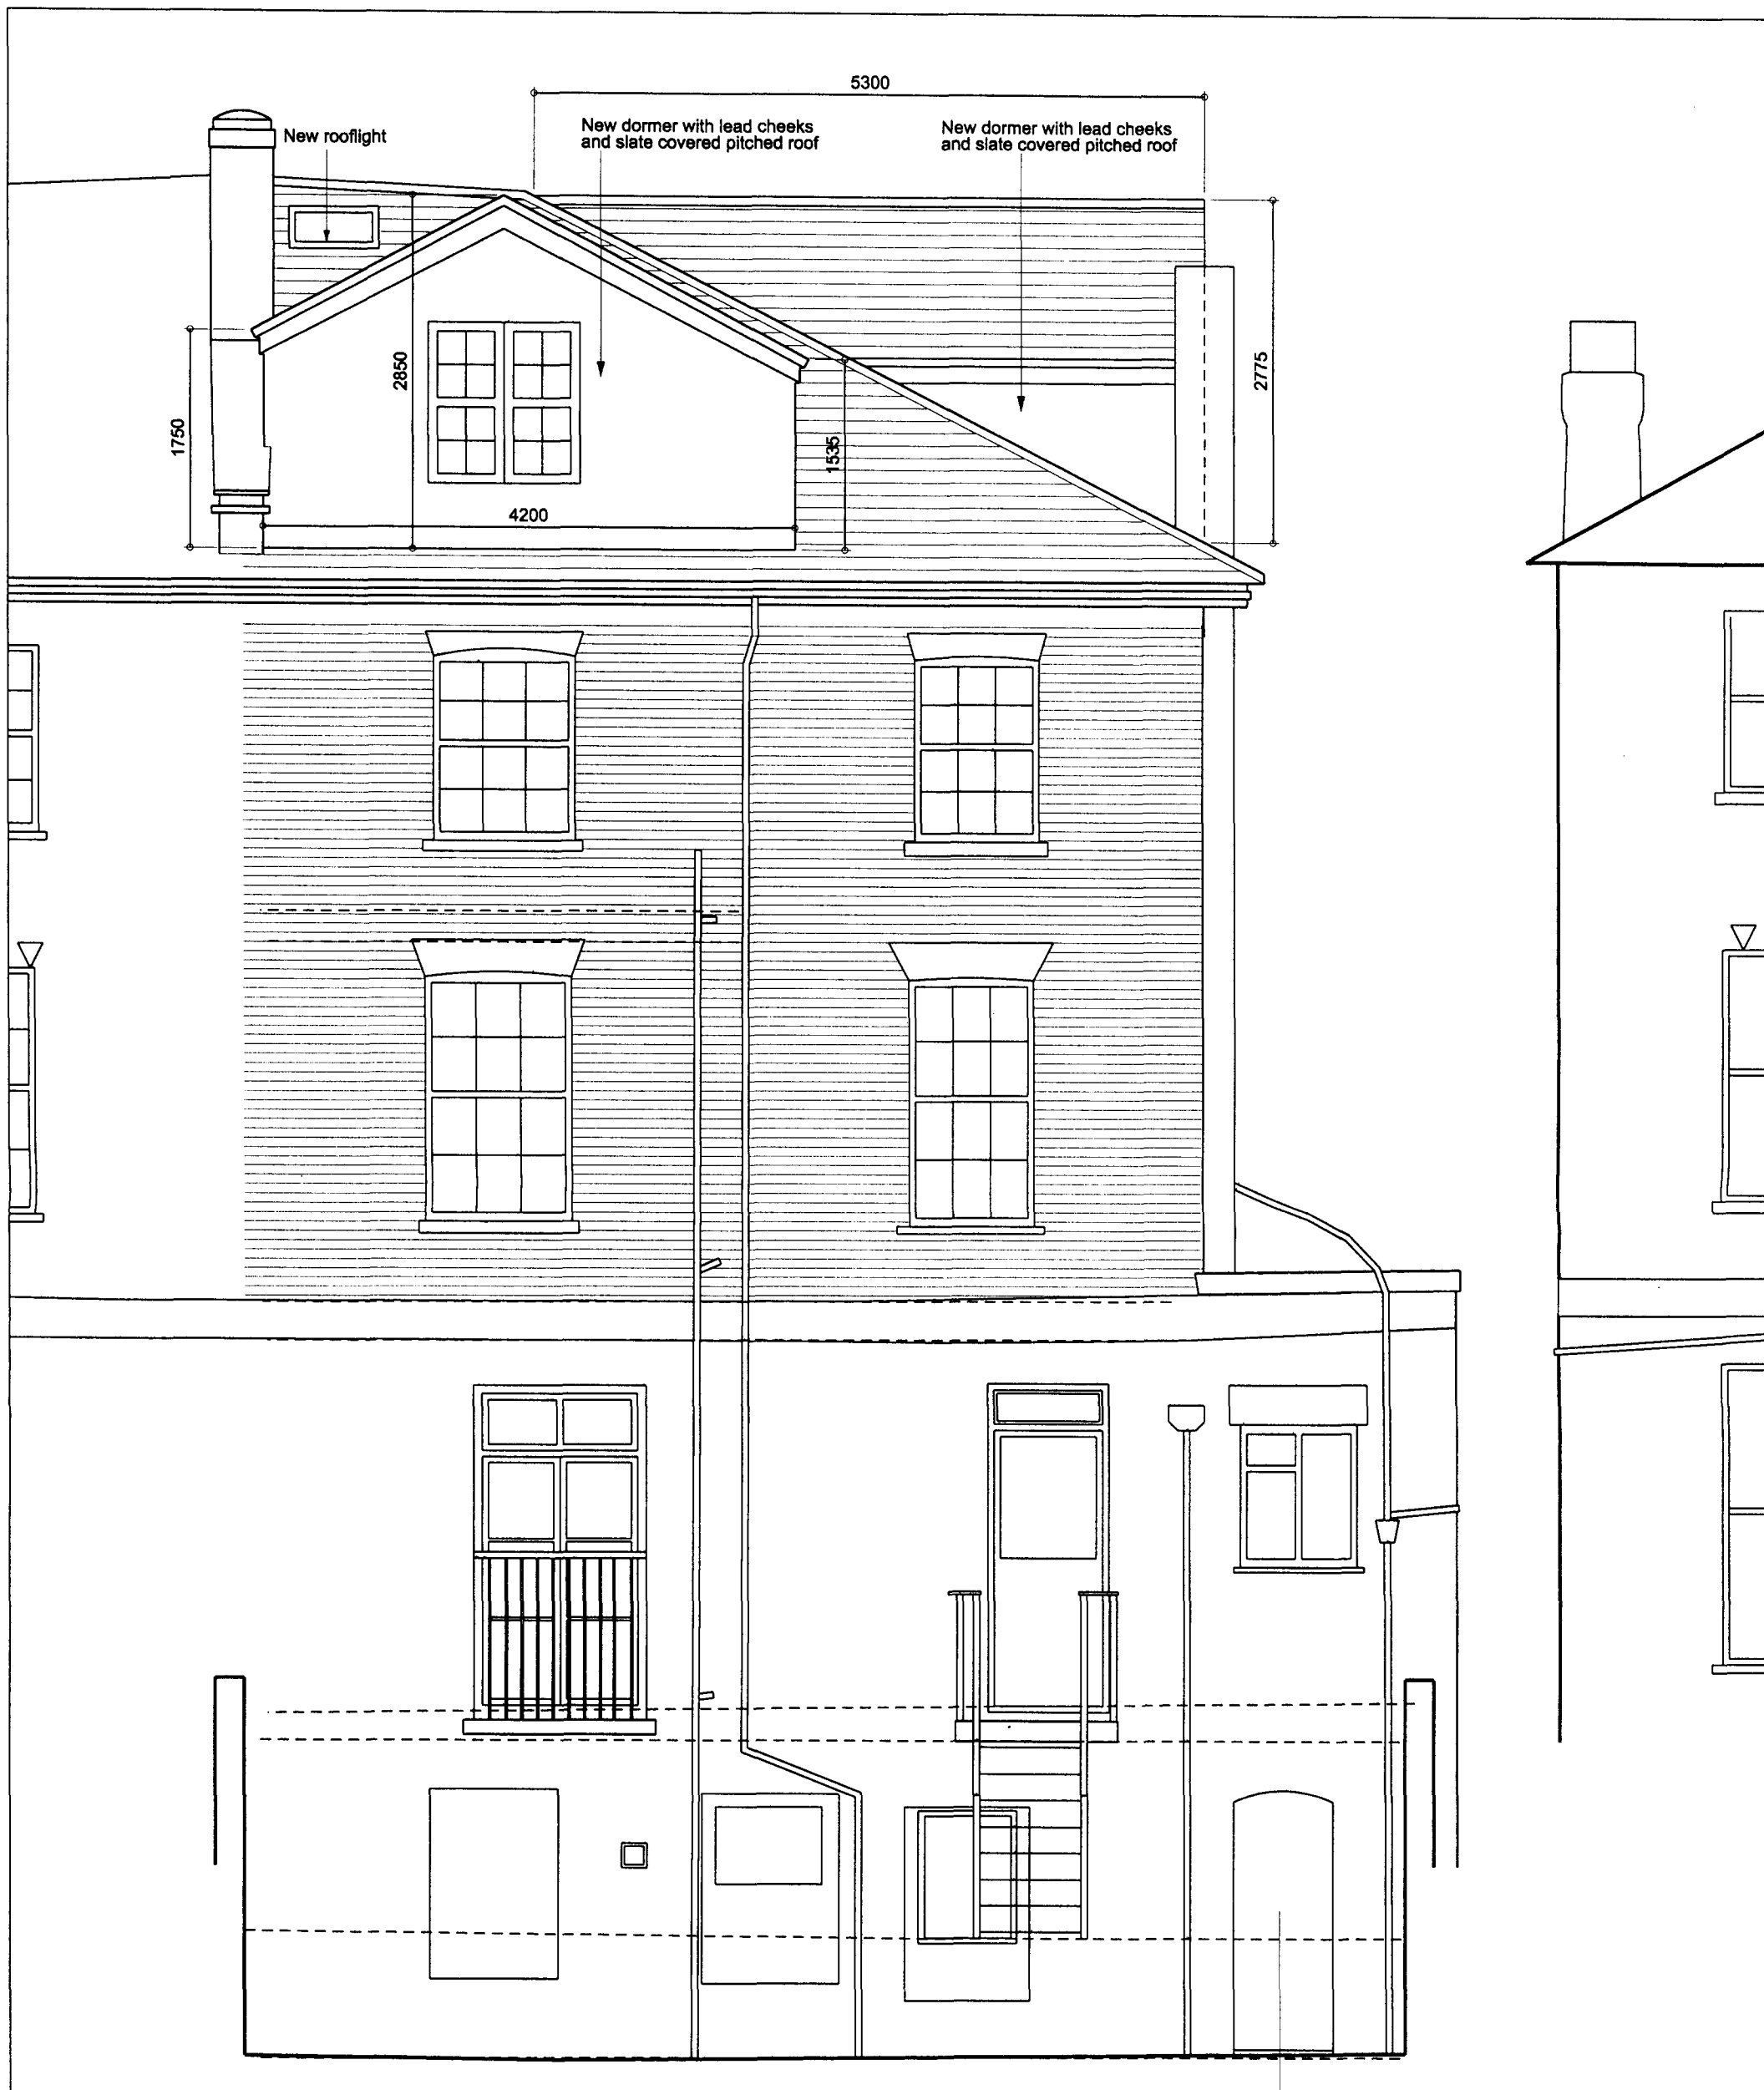 5300
New rooflight
New dormer with lead cheeks
and slate covered pitched roof
New dormer with lead cheeks
and slate covered pitched roof
2850
2775
1750
1535
4200